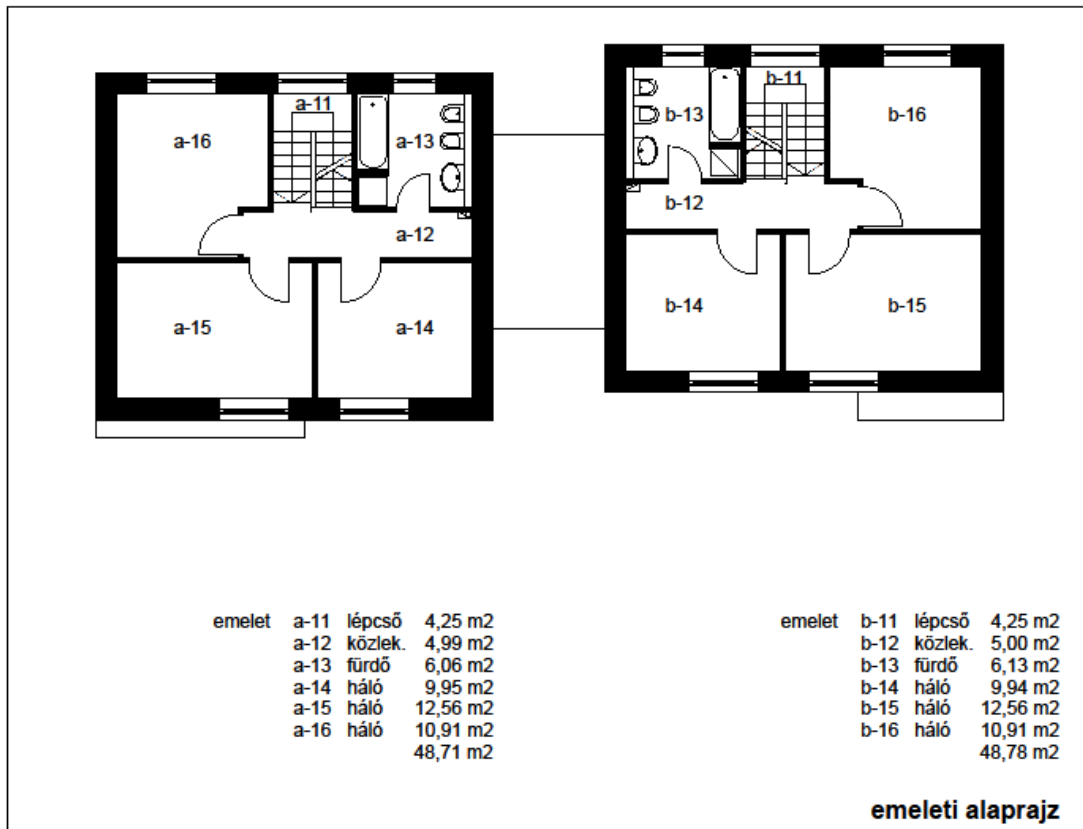 a-11
a-16
a-13
a-12
a-15
a-14
b-11
b-13
b-16
b-12
b-14
b-15
emelet a-11 lépcső 4,25 m2
a-12 közlek. 4,99 m2
a-13 fürdő 6,06 m2
a-14 háló 9,95 m2
a-15 háló 12,56 m2
a-16 háló 10,91 m2
48,71 m2
emelet b-11 lépcső 4,25 m2
b-12 közlek. 5,00 m2
b-13 fürdő 6,13 m2
b-14 háló 9,94 m2
b-15 háló 12,56 m2
b-16 háló 10,91 m2
48,78 m2
emeleti alaprajz